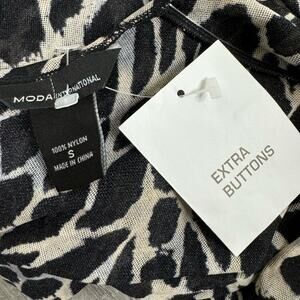 MODA INTERNATIONAL
100% NYLON
S
MADE IN CHINA
EXTRA
BUTTONS